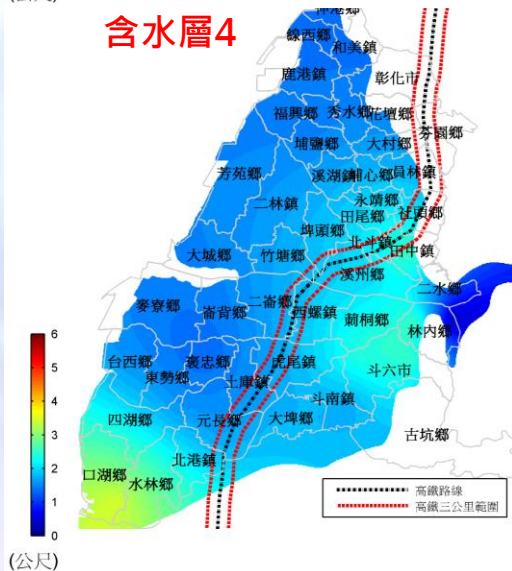 含水層4
線西鄉
和美鎮
鹿港鎮
彰化市
福興鄉
秀水鄉
花壇鄉
芬園鄉
埔鹽鄉
大村鄉
芳苑鄉
溪湖鎮
埔心鄉
員林鎮
二林鎮
永靖鄉
社頭鄉
田尾鄉
埤頭鄉
北斗鎮
田中鎮
大城鄉
竹塘鄉
溪州鄉
二水鄉
麥寮鄉
崙背鄉
二崙鄉
西螺鎮
莿桐鄉
林內鄉
台西鄉
褒忠鄉
虎尾鎮
斗六市
東勢鄉
土庫鎮
斗南鎮
四湖鄉
元長鄉
大埤鄉
古坑鄉
口湖鄉
水林鄉
北港鎮
6
5
4
3
2
1
0
(公尺)
高鐵路線
高鐵三公里範圍